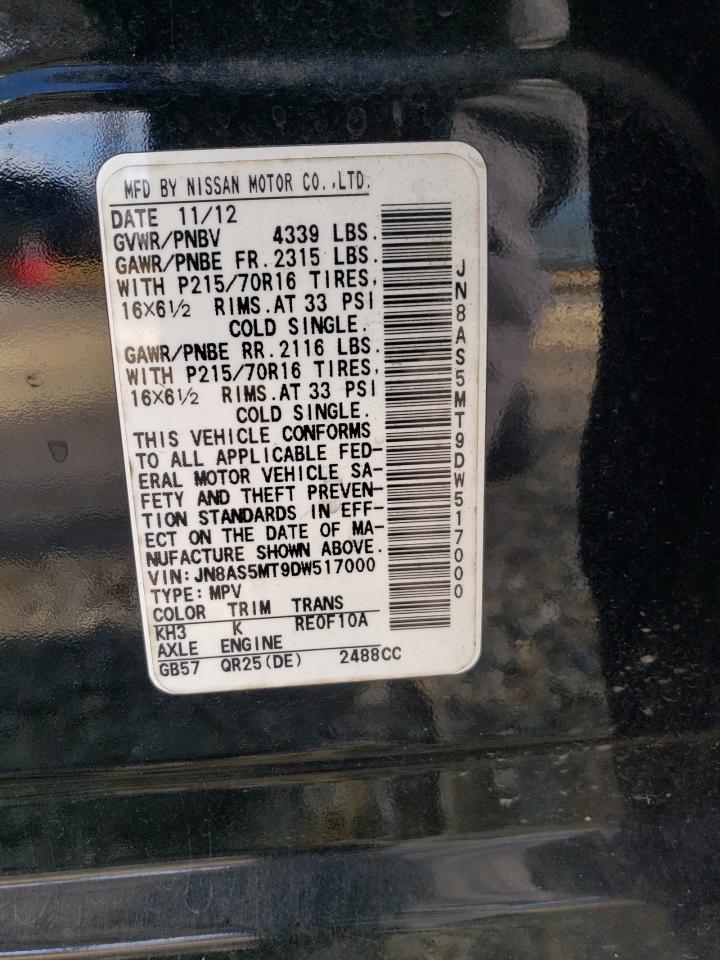 MFD BY NISSAN MOTOR CO.,LTD.
DATE 11/12
GVWR/PNBV 4339 LBS.
GAWR/PNBE FR. 2315 LBS.
WITH P215/70R16 TIRES,
16X6½ RIMS. AT 33 PSI
COLD SINGLE.
GAWR/PNBE RR. 2116 LBS.
WITH P215/70R16 TIRES,
16X6½ RIMS. AT 33 PSI
COLD SINGLE.
THIS VEHICLE CONFORMS
TO ALL APPLICABLE FED-
ERAL MOTOR VEHICLE SA-
FETY AND THEFT PREVEN-
TION STANDARDS IN EFF-
ECT ON THE DATE OF MA-
NUFACTURE SHOWN ABOVE.
VIN: JN8AS5MT9DW517000
TYPE: MPV
COLOR TRIM TRANS
KH3 K RE0F10A
AXLE ENGINE
GB57 QR25(DE) 2488CC
JN8AS5MT9DW517000